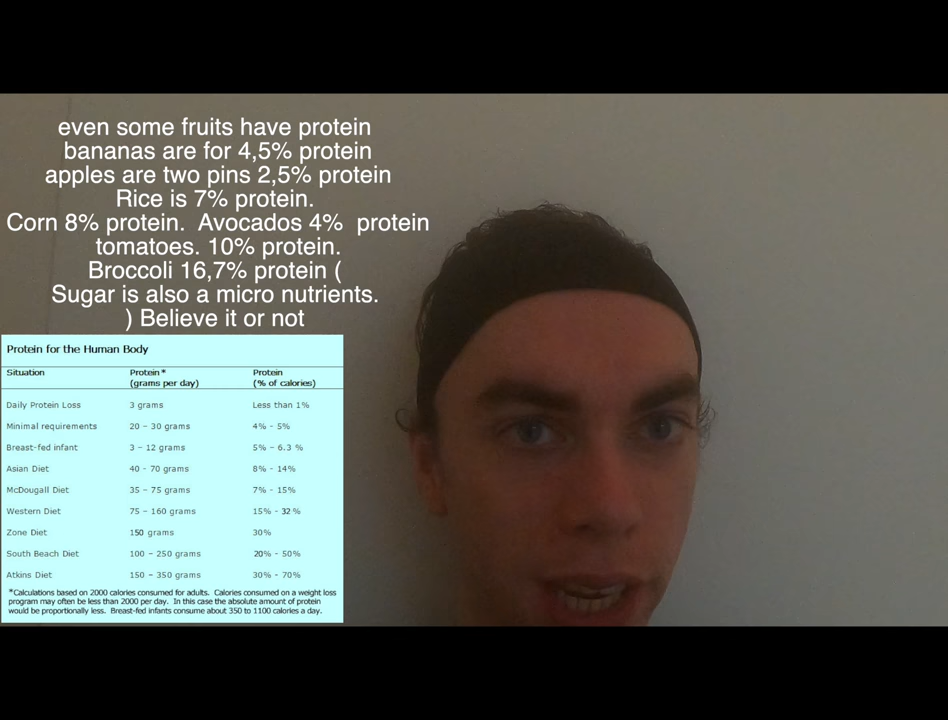 even some fruits have protein
bananas are for 4,5% protein
apples are two pins 2,5% protein
Rice is 7% protein.
Corn 8% protein.  Avocados 4%  protein
tomatoes. 10% protein.
Broccoli 16,7% protein (
Sugar is also a micro nutrients.
) Believe it or not
Protein for the Human Body
Situation Protein* Protein
(grams per day) (% of calories)
Daily Protein Loss 3 grams Less than 1%
Minimal requirements 20 – 30 grams 4% - 5%
Breast-fed infant 3 – 12 grams 5% – 6.3 %
Asian Diet 40 - 70 grams 8% - 14%
McDougall Diet 35 – 75 grams 7% - 15%
Western Diet 75 – 160 grams 15% - 32 %
Zone Diet 150 grams 30%
South Beach Diet 100 – 250 grams 20% - 50%
Atkins Diet 150 – 350 grams 30% - 70%
*Calculations based on 2000 calories consumed for adults. Calories consumed on a weight loss
program may often be less than 2000 per day. In this case the absolute amount of protein
would be proportionally less. Breast-fed infants consume about 350 to 1100 calories a day.